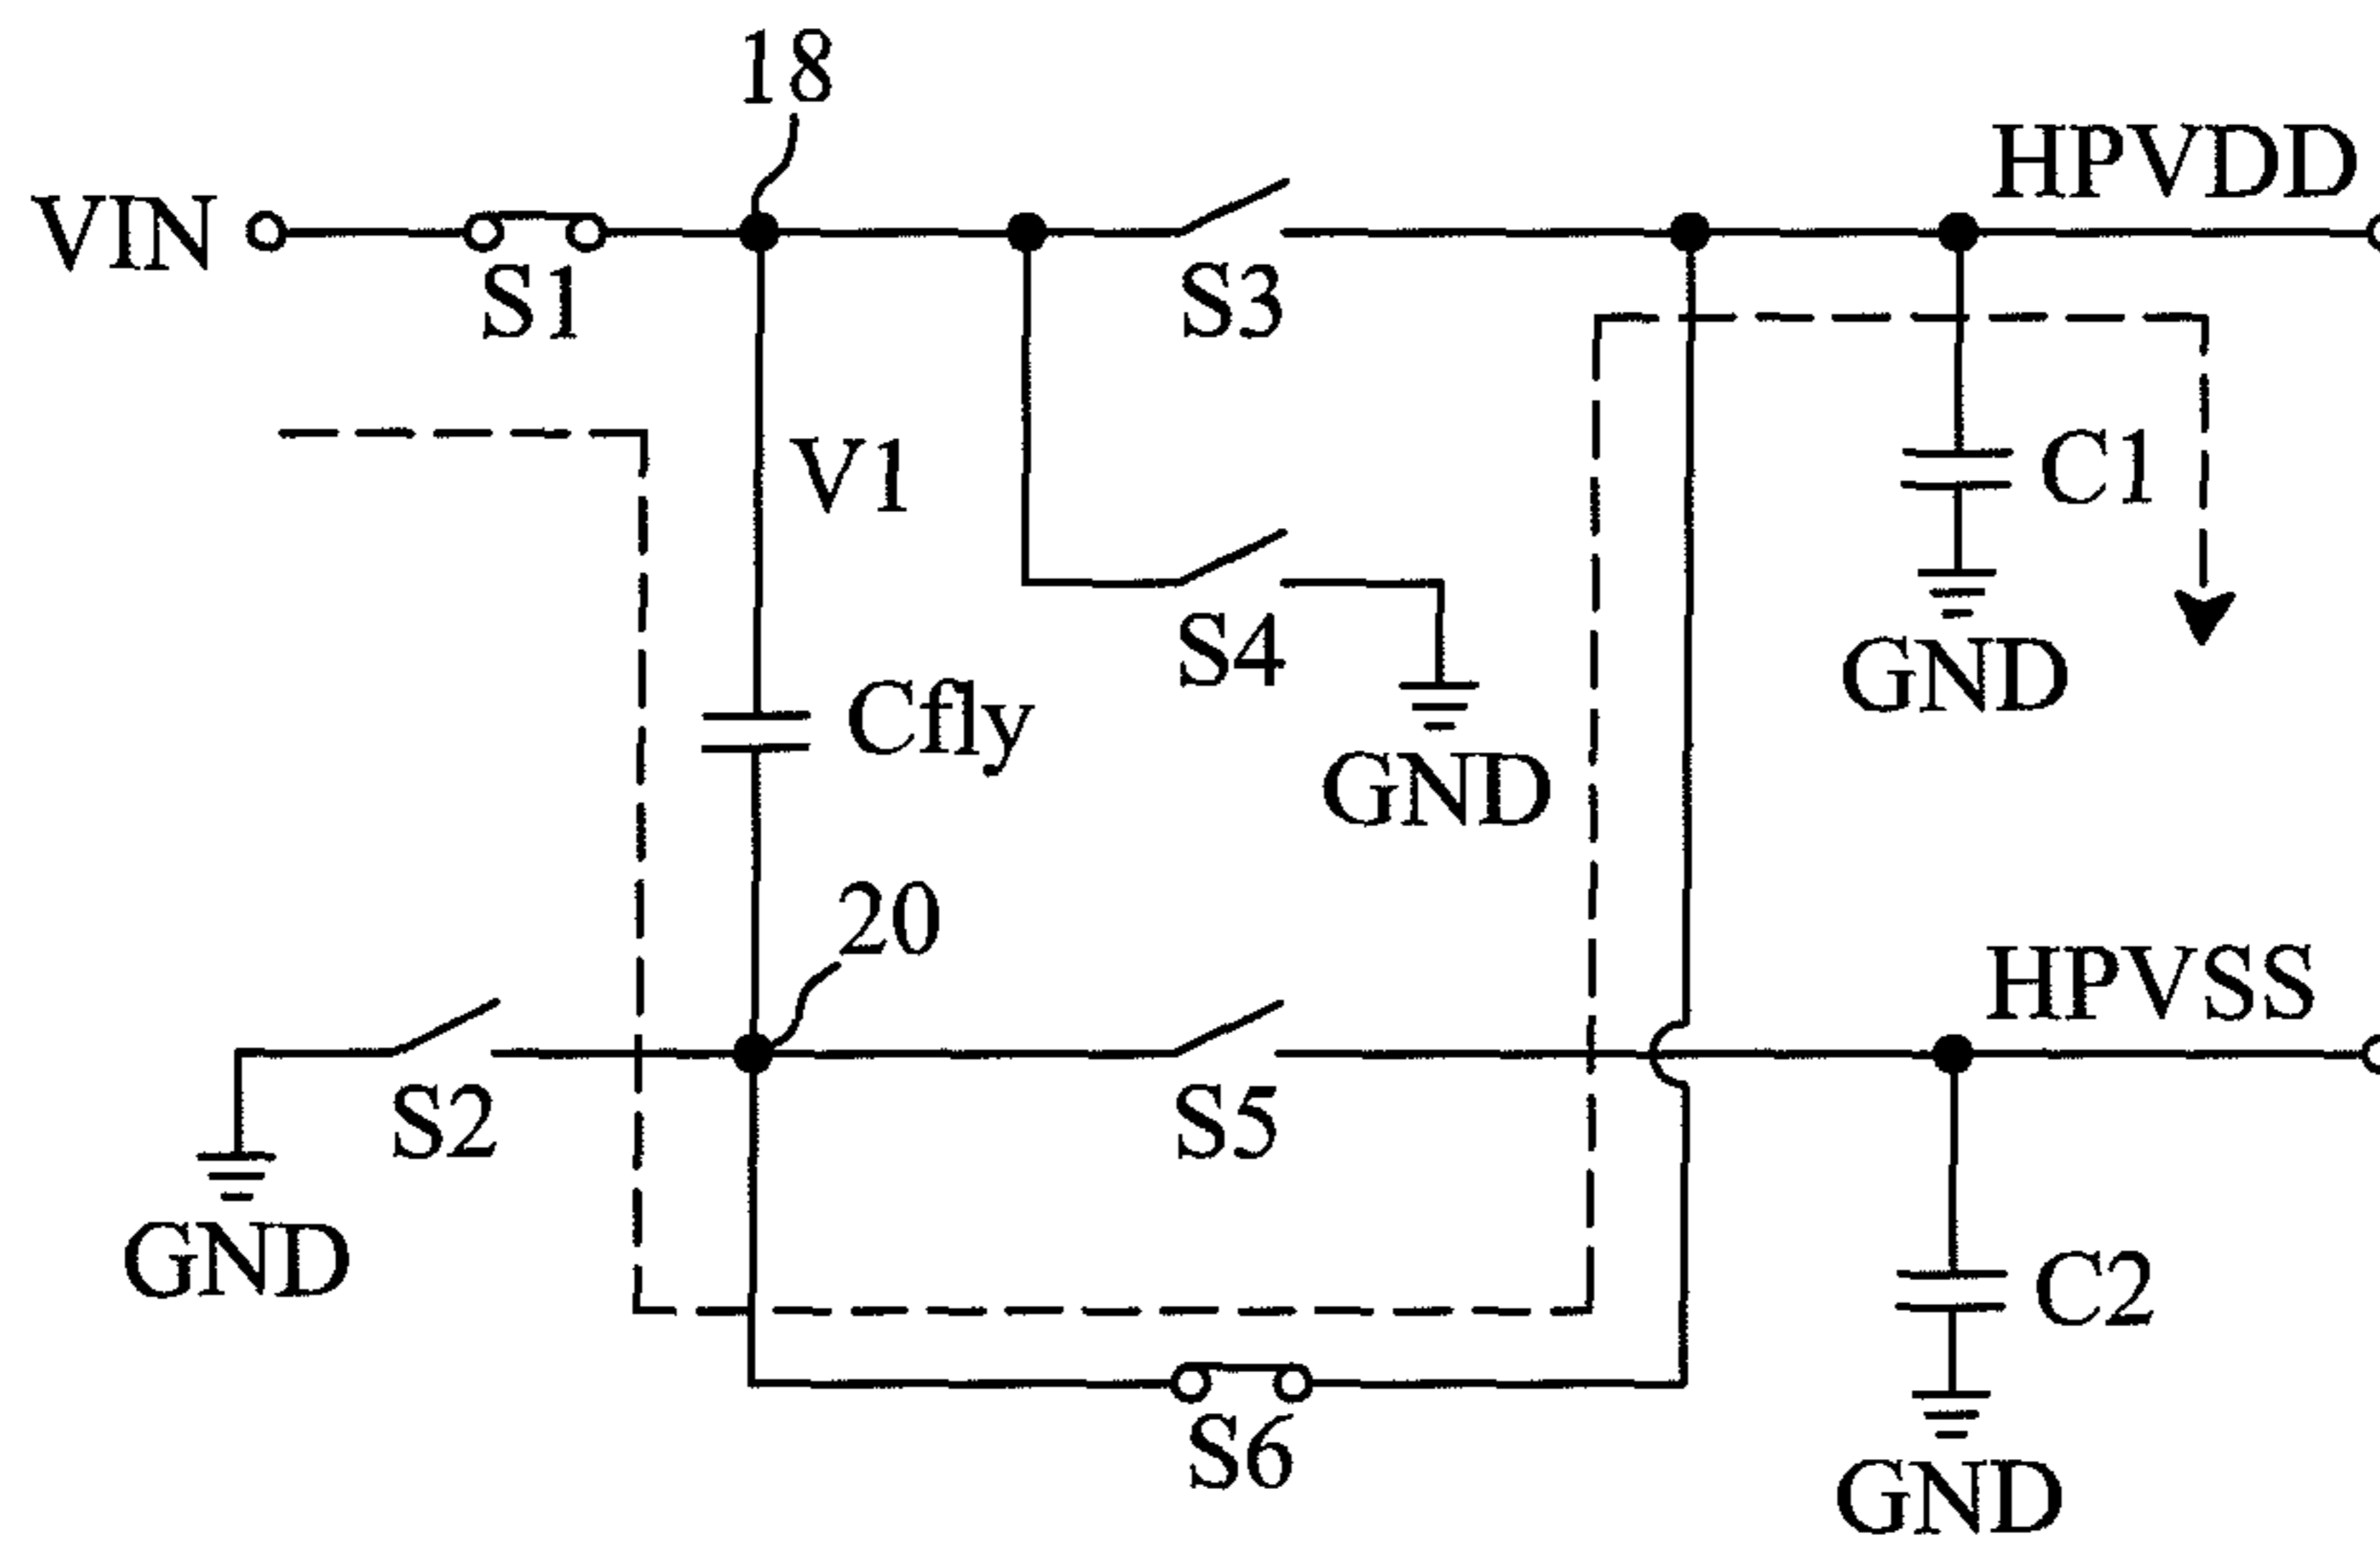 18
HPVDD
VIN
S1
S3
V1
C1
S4
GND
Cfly
GND
20
HPVSS
S2
S5
GND
C2
S6
GND